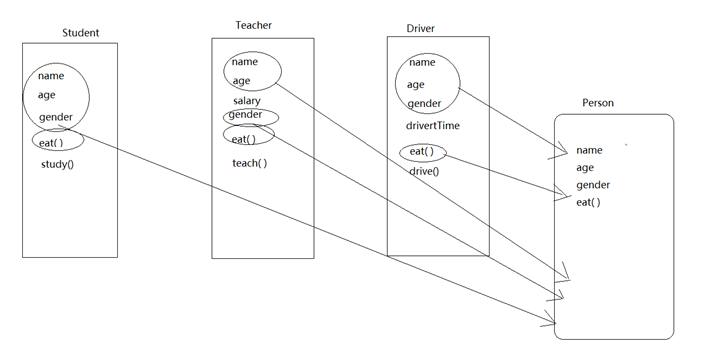 Student
name
age
gender
eat( )
study()
Teacher
name
age
salary
gender
eat( )
teach( )
Driver
name
age
gender
drivertTime
eat( )
drive()
Person
name
age
gender
eat( )